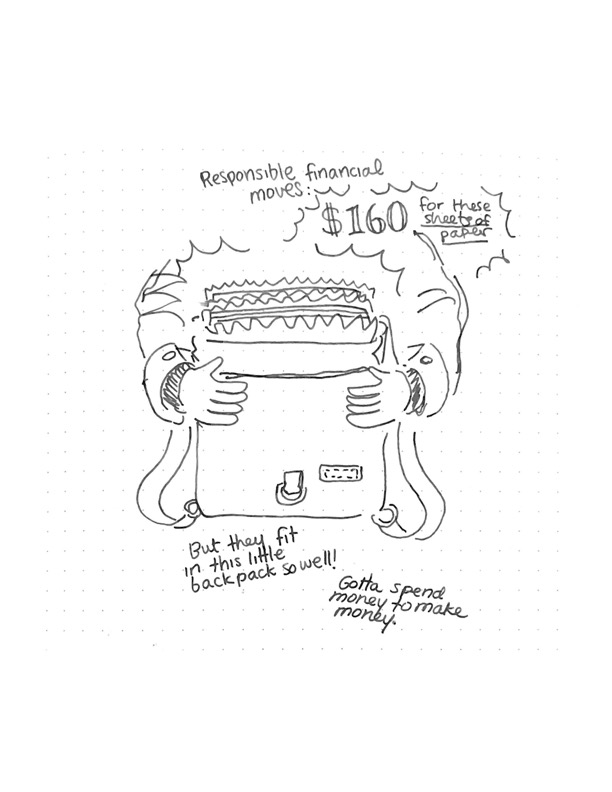 Responsible financial
moves:
$160
for these
sheets of
paper
But they fit
in this little
backpack so well!
Gotta spend
money to make
money.